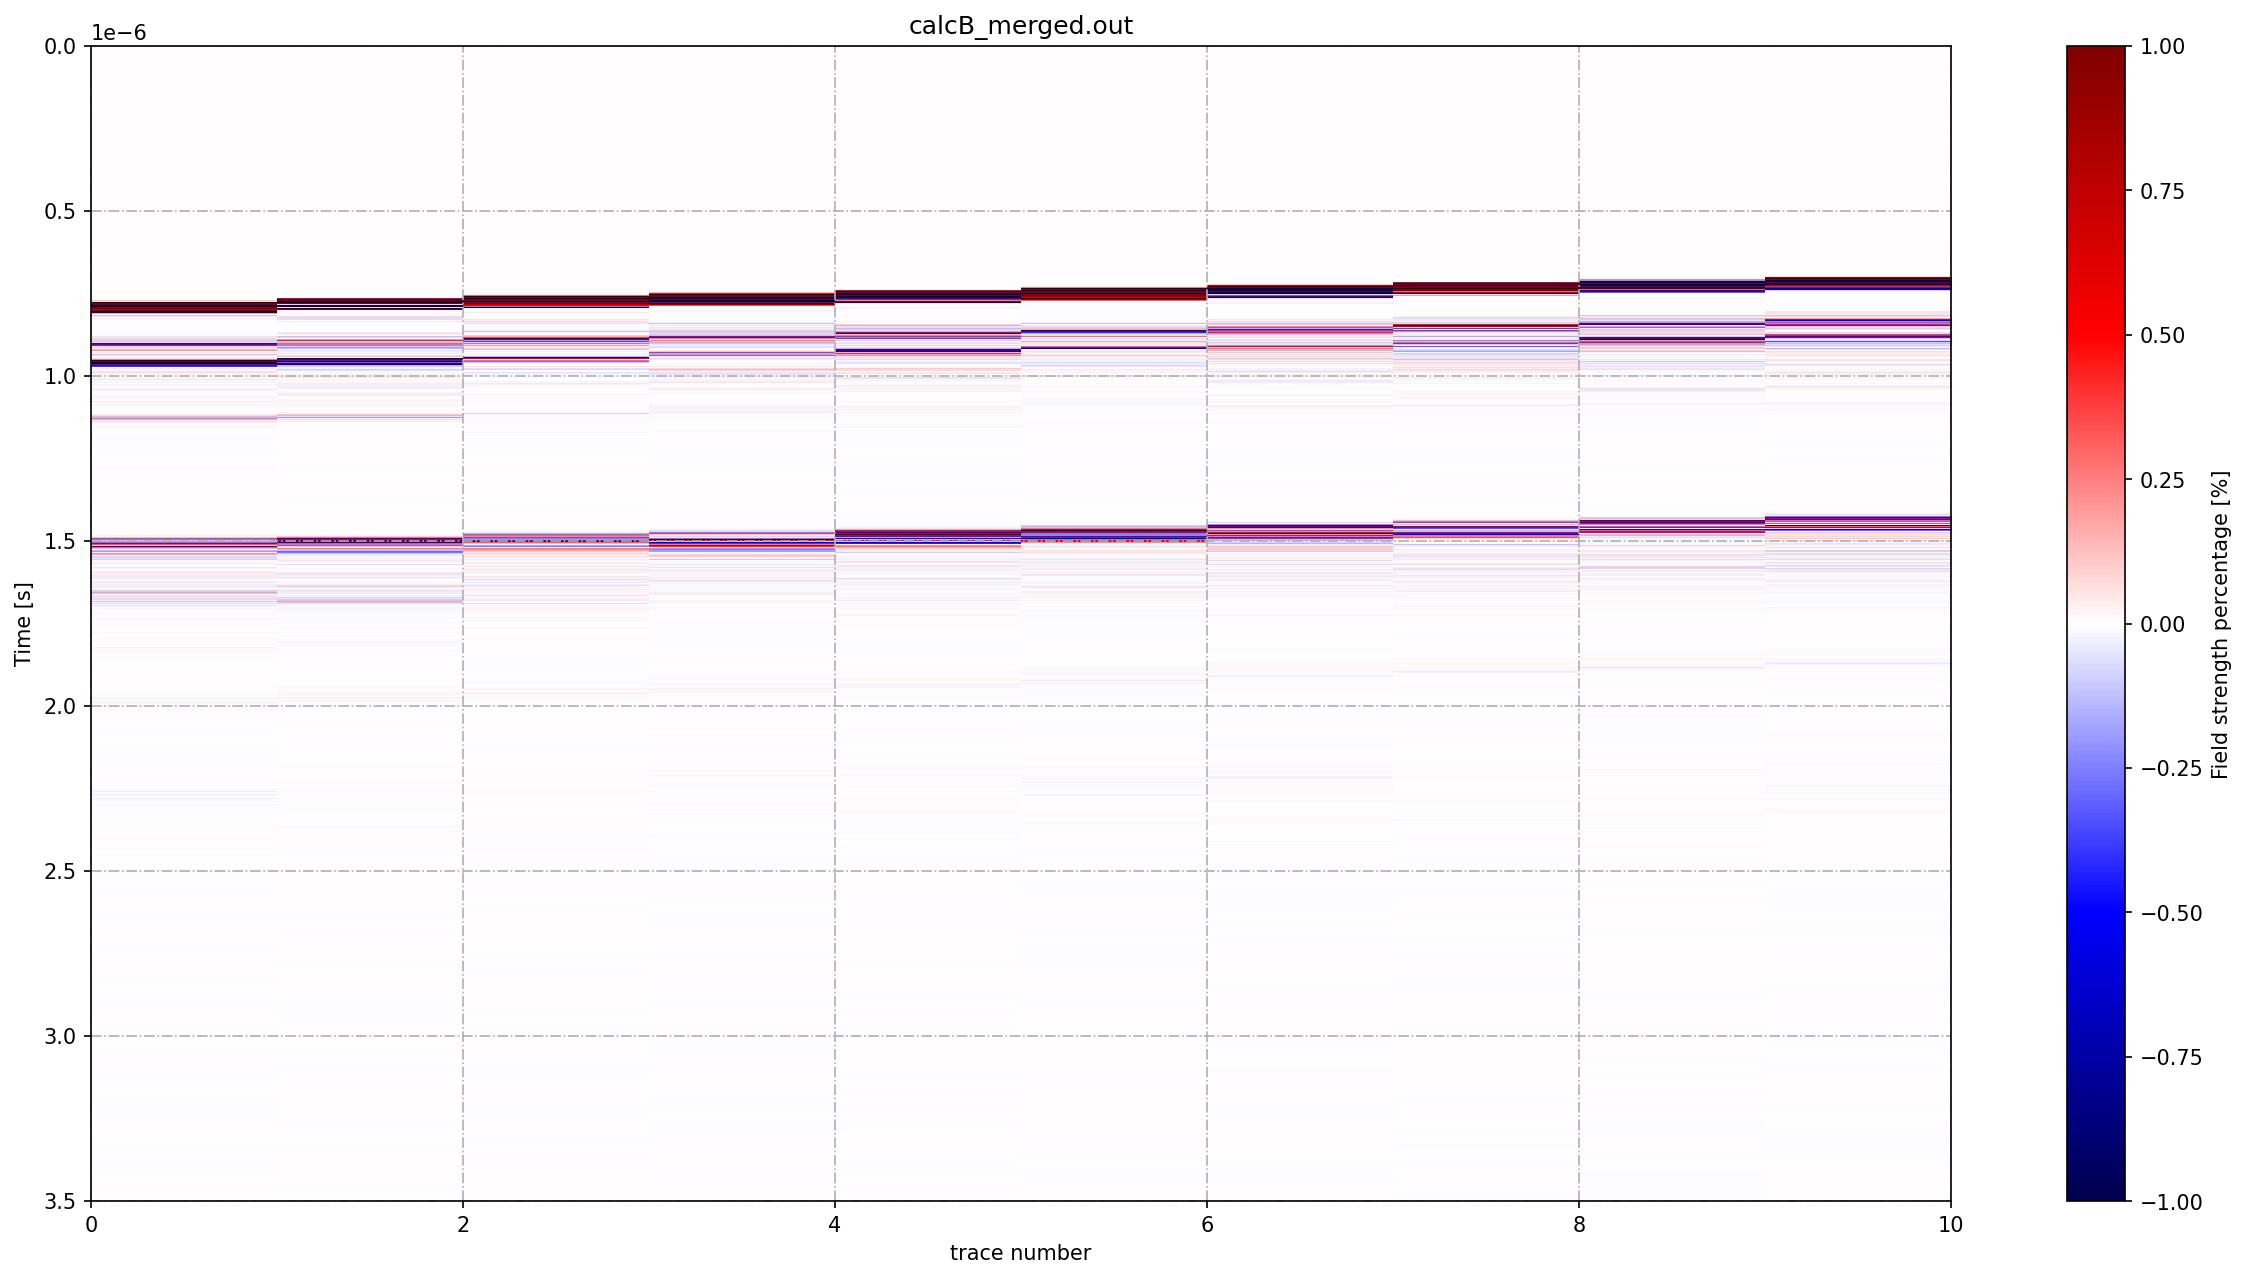 calcB_merged.out
1e−6
0.0
0.5
1.0
1.5
2.0
2.5
3.0
3.5
Time [s]
0 2 4 6 8 10
trace number
1.00
0.75
0.50
0.25
0.00
−0.25
−0.50
−0.75
−1.00
Field strength percentage [%]